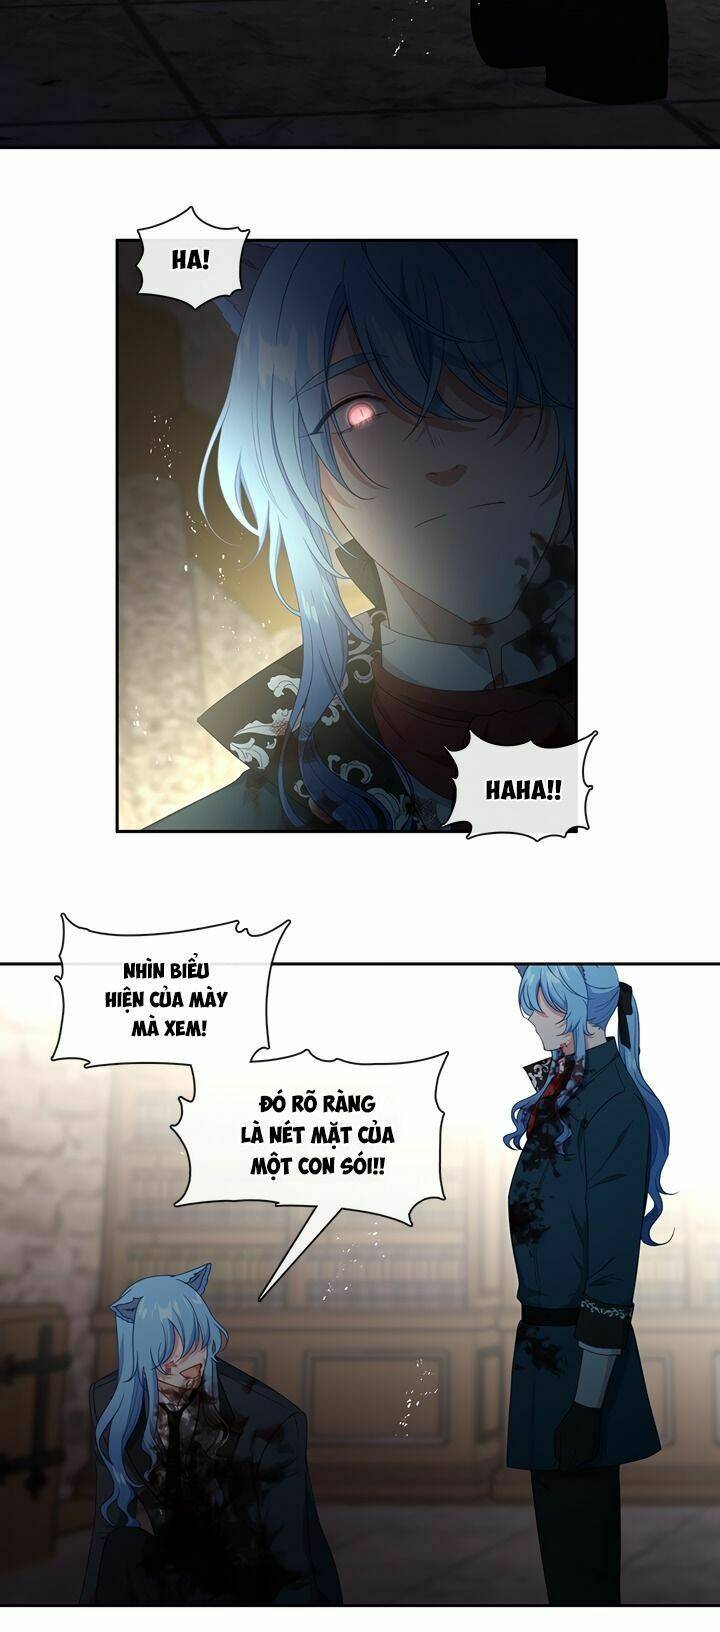 HA!
HAHA!!
NHÌN BIỂU
HIỆN CỦA MÀY
MÀ XEM!
ĐÓ RÕ RÀNG
LÀ NÉT MẶT CỦA
MỘT CON SÓI!!